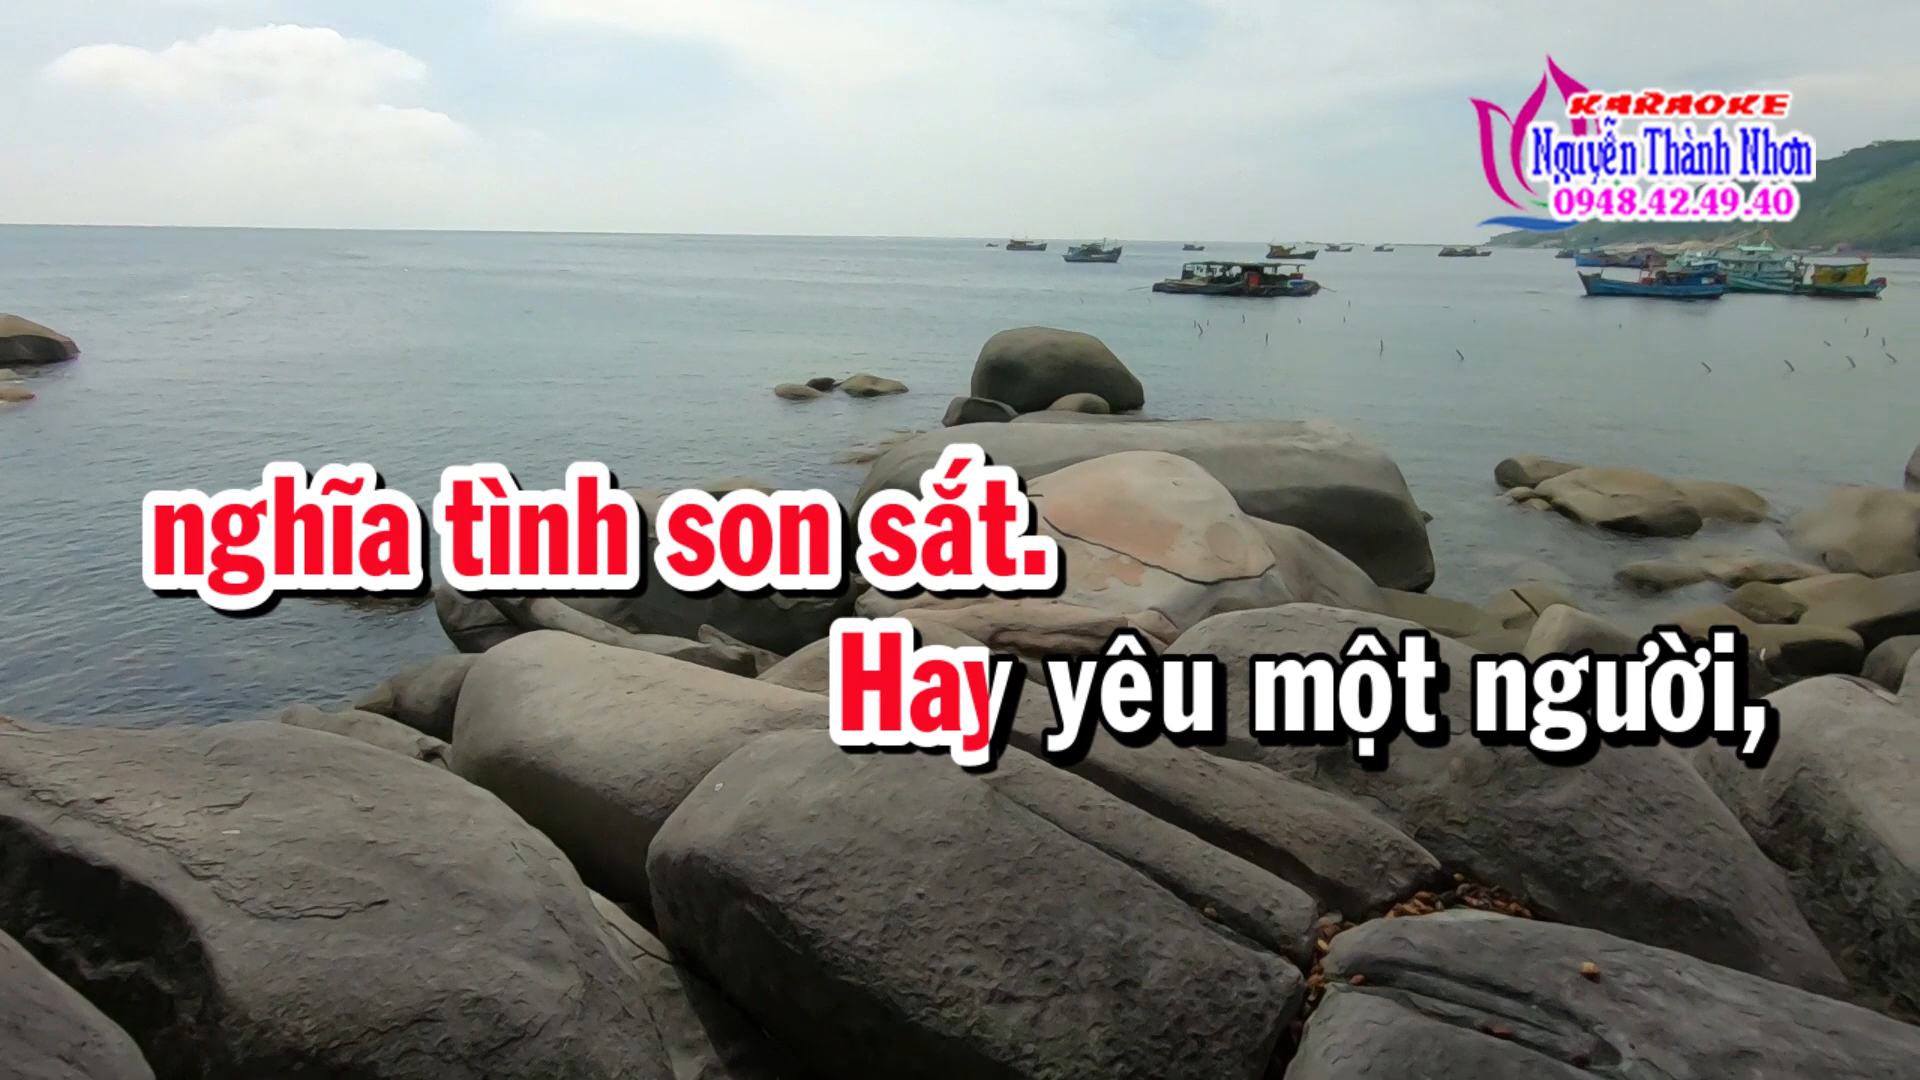 KARAOKE
Nguyễn Thành Nhơn
0948.42.49.40
nghĩa tình son sắt.
Hay yêu một người,